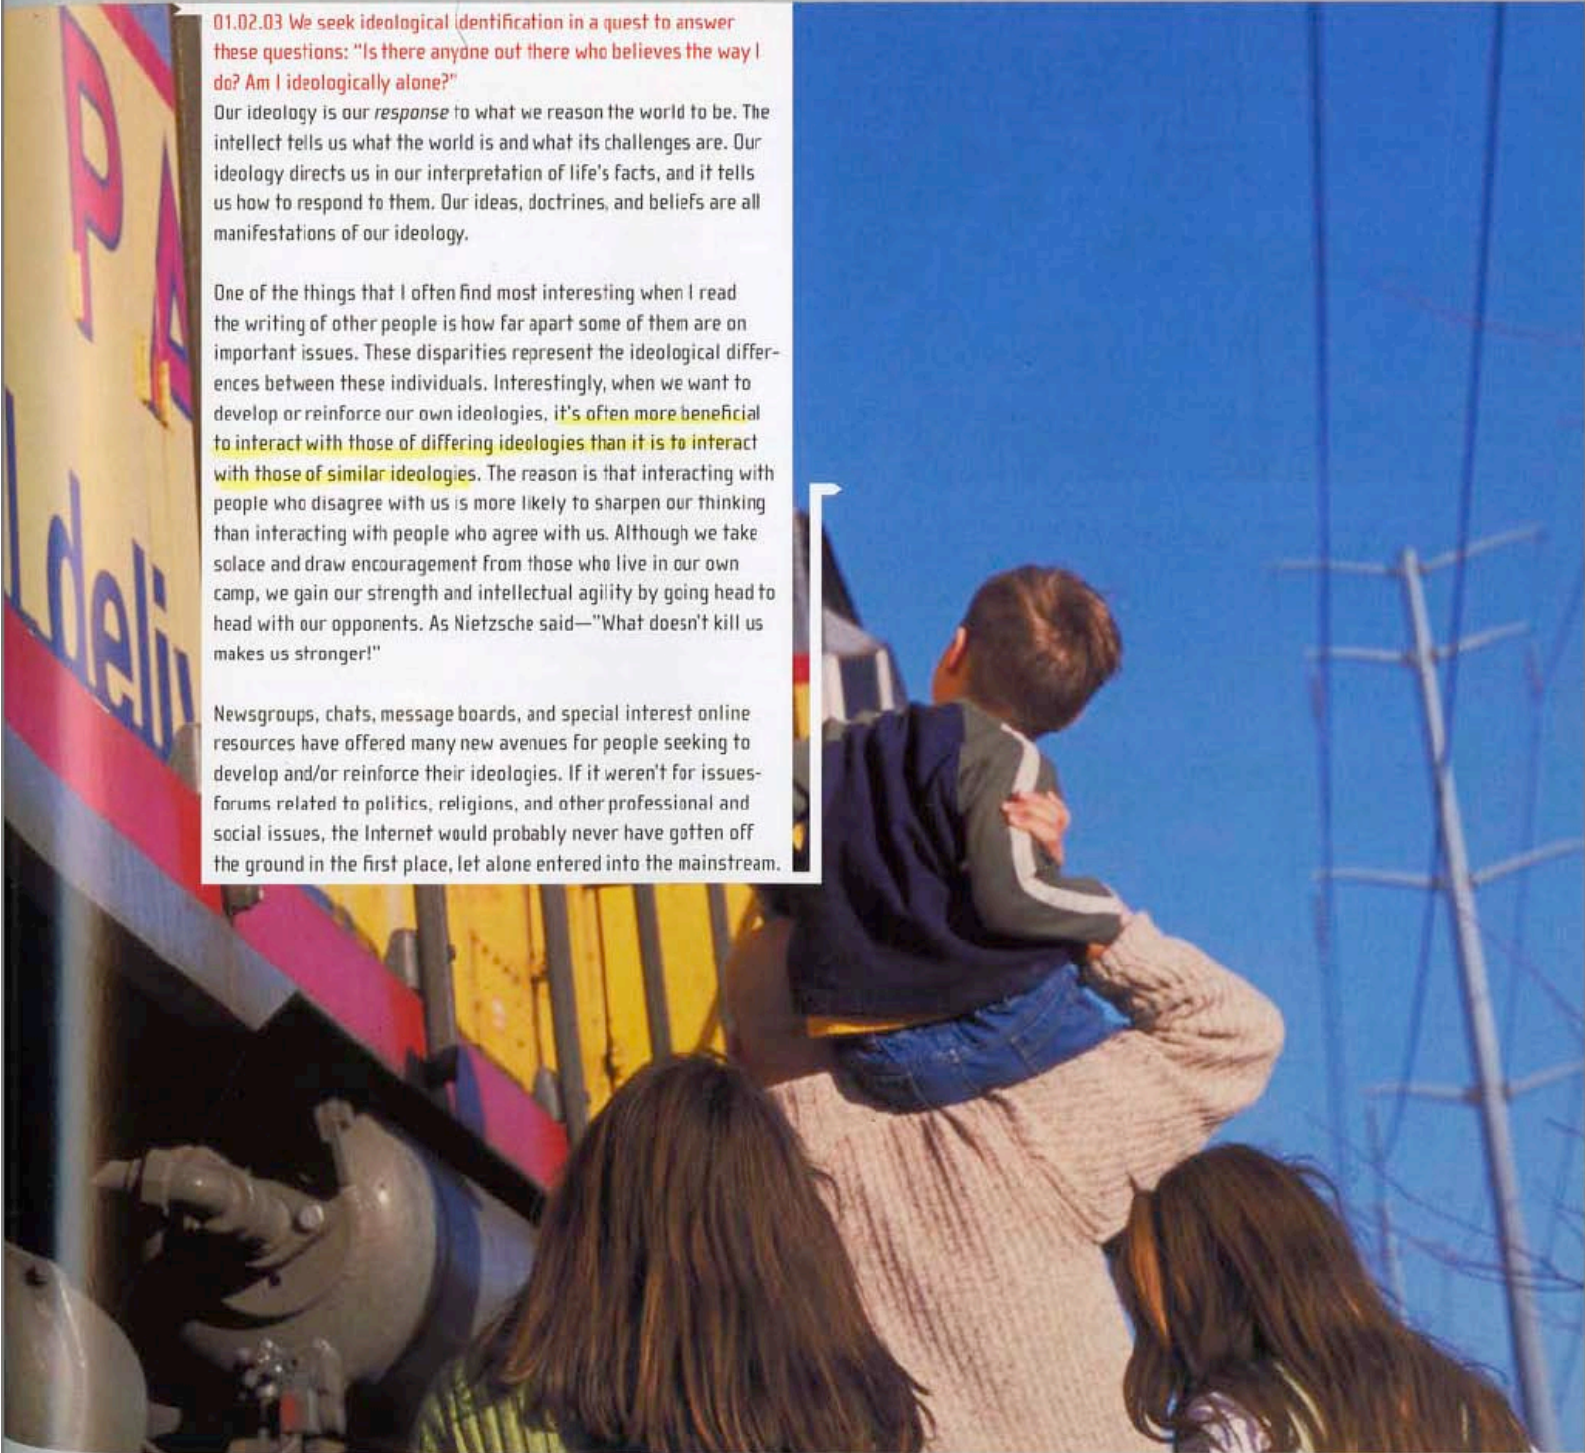 01.02.03 We seek ideological identification in a quest to answer
these questions: "Is there anyone out there who believes the way I
do? Am I ideologically alone?"
Our ideology is our response to what we reason the world to be. The
intellect tells us what the world is and what its challenges are. Our
ideology directs us in our interpretation of life's facts, and it tells
us how to respond to them. Our ideas, doctrines, and beliefs are all
manifestations of our ideology.
One of the things that I often find most interesting when I read
the writing of other people is how far apart some of them are on
important issues. These disparities represent the ideological differ-
ences between these individuals. Interestingly, when we want to
develop or reinforce our own ideologies, it's often more beneficial
to interact with those of differing ideologies than it is to interact
with those of similar ideologies. The reason is that interacting with
people who disagree with us is more likely to sharpen our thinking
than interacting with people who agree with us. Although we take
solace and draw encouragement from those who live in our own
camp, we gain our strength and intellectual agility by going head to
head with our opponents. As Nietzsche said—"What doesn't kill us
makes us stronger!"
Newsgroups, chats, message boards, and special interest online
resources have offered many new avenues for people seeking to
develop and/or reinforce their ideologies. If it weren't for issues-
forums related to politics, religions, and other professional and
social issues, the Internet would probably never have gotten off
the ground in the first place, let alone entered into the mainstream.
P A
deli